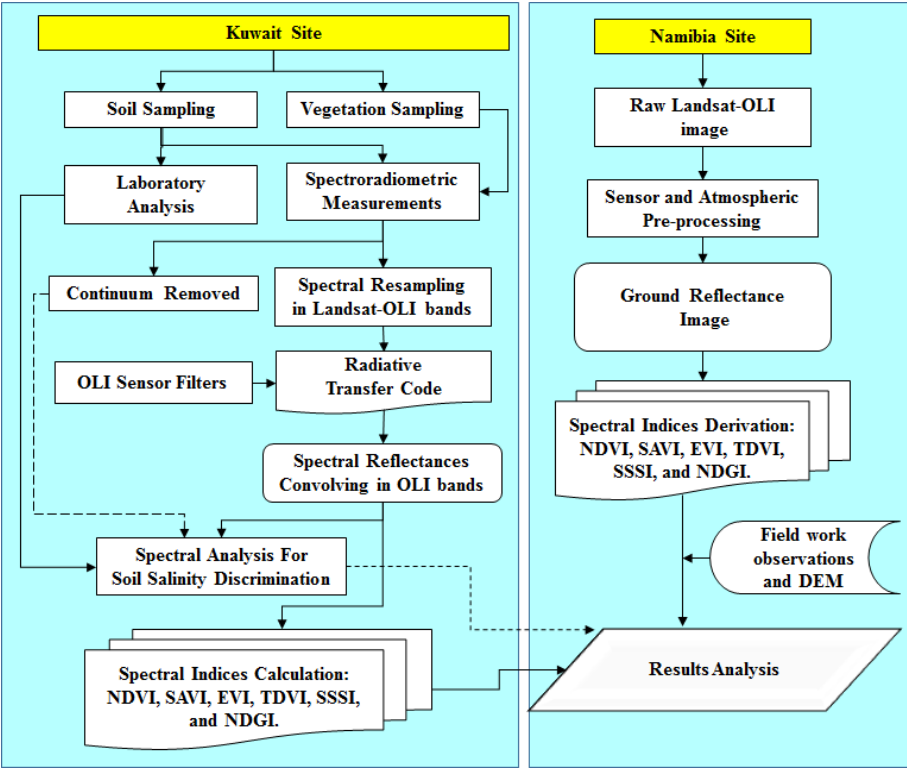 Kuwait Site
Soil Sampling
Vegetation Sampling
Laboratory
Analysis
Spectroradiometric
Measurements
Continuum Removed
Spectral Resampling
in Landsat-OLI bands
OLI Sensor Filters
Radiative
Transfer Code
Spectral Reflectances
Convolving in OLI bands
Spectral Analysis For
Soil Salinity Discrimination
Spectral Indices Calculation:
NDVI, SAVI, EVI, TDVI, SSSI,
and NDGI.
Namibia Site
Raw Landsat-OLI
image
Sensor and Atmospheric
Pre-processing
Ground Reflectance
Image
Spectral Indices Derivation:
NDVI, SAVI, EVI, TDVI,
SSSI, and NDGI.
Field work
observations
and DEM
Results Analysis